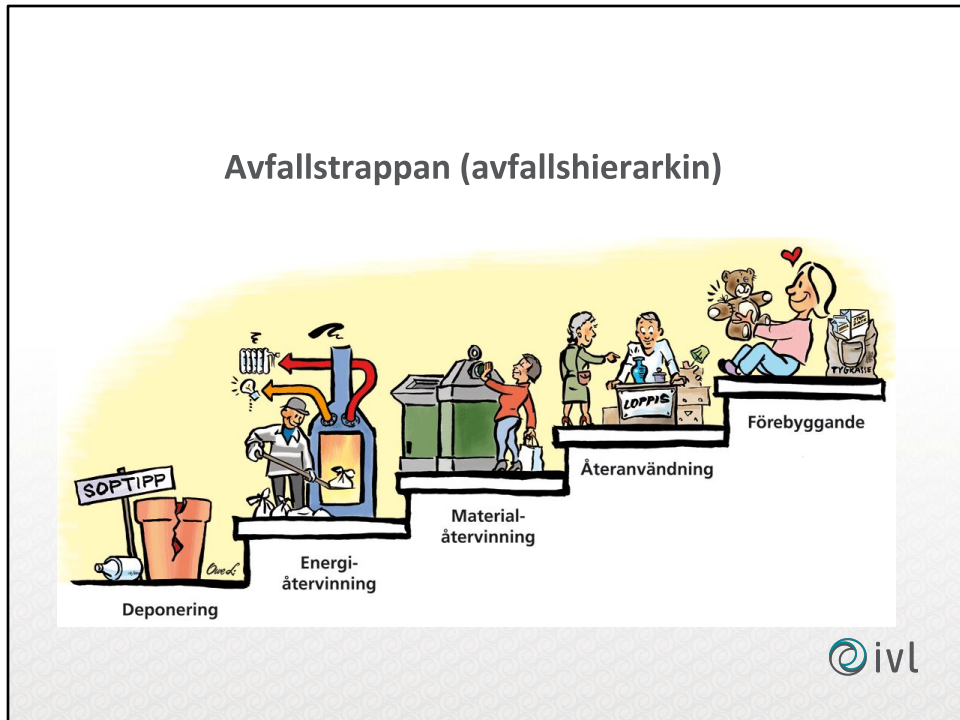 Avfallstrappan (avfallshierarkin)
TYGKASSE
LOPPIS
Förebyggande
Återanvändning
SOPTIPP
Material-
återvinning
Energi-
återvinning
Deponering
ivl